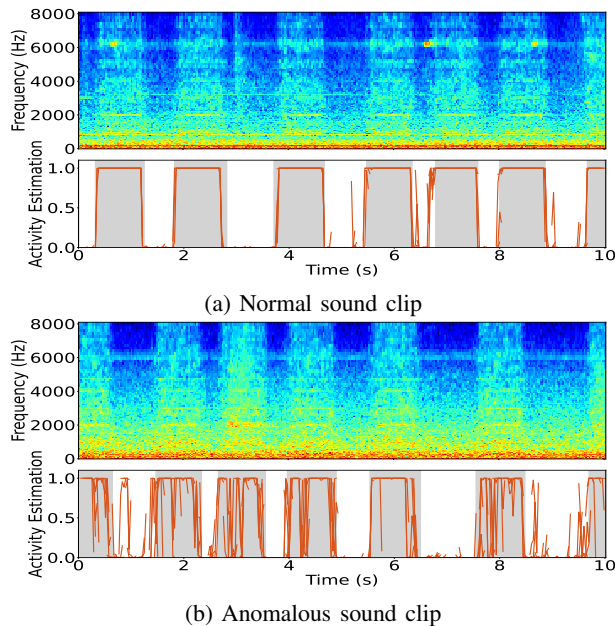 8000
6000
4000
2000
0
Frequency (Hz)
1.0
0.5
0.0
Activity Estimation
0 2 4 6 8 10
Time (s)
(a) Normal sound clip
8000
6000
4000
2000
0
Frequency (Hz)
1.0
0.5
0.0
Activity Estimation
0 2 4 6 8 10
Time (s)
(b) Anomalous sound clip